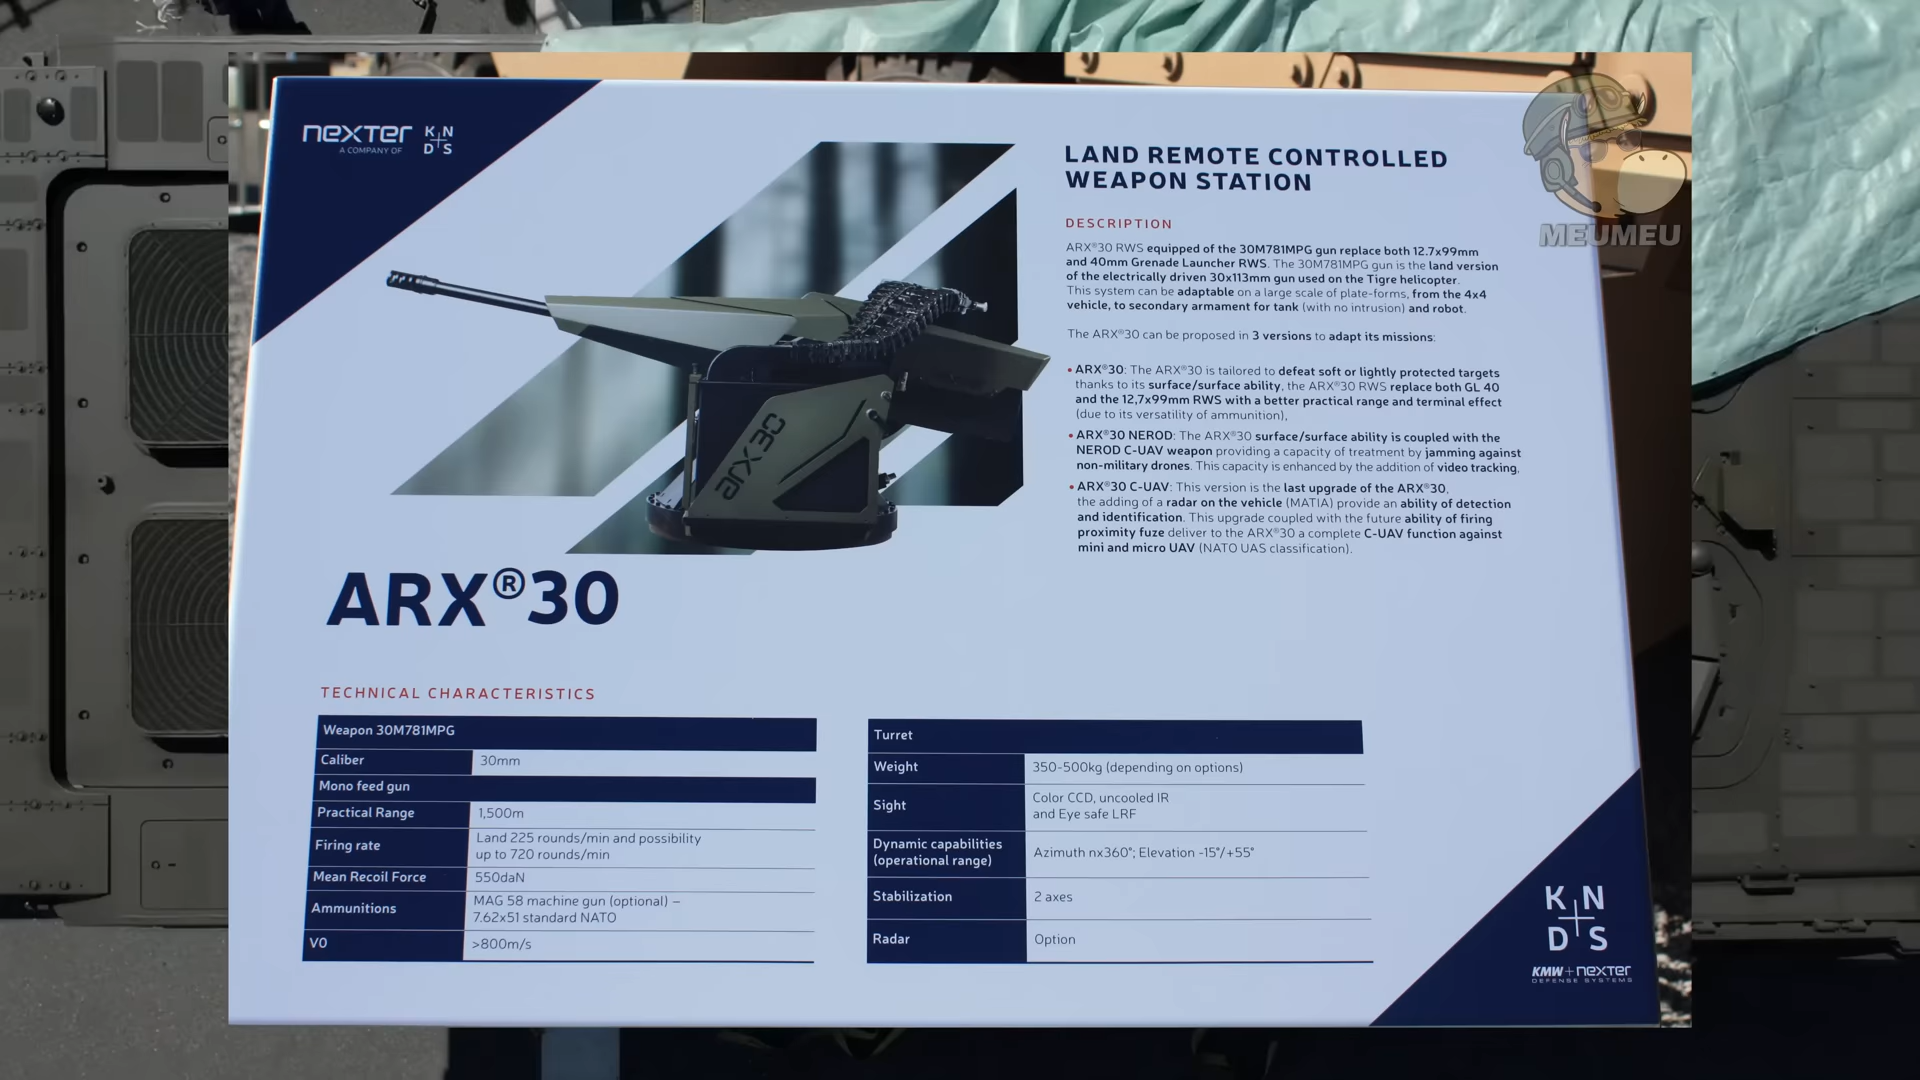 nexter
A COMPANY OF
KN
DS
MEUMEU
LAND REMOTE CONTROLLED
WEAPON STATION
DESCRIPTION
ARX®30 RWS equipped of the 30M781MPG gun replace both 12.7x99mm
and 40mm Grenade Launcher RWS. The 30M781MPG gun is the land version
of the electrically driven 30x113mm gun used on the Tigre helicopter.
This system can be adaptable on a large scale of plate-forms, from the 4x4
vehicle, to secondary armament for tank (with no intrusion) and robot.
The ARX®30 can be proposed in 3 versions to adapt its missions:
• ARX®30: The ARX®30 is tailored to defeat soft or lightly protected targets
thanks to its surface/surface ability, the ARX®30 RWS replace both GL 40
and the 12,7x99mm RWS with a better practical range and terminal effect
(due to its versatility of ammunition),
• ARX®30 NEROD: The ARX®30 surface/surface ability is coupled with the
NEROD C-UAV weapon providing a capacity of treatment by jamming against
non-military drones. This capacity is enhanced by the addition of video tracking,
• ARX®30 C-UAV: This version is the last upgrade of the ARX®30,
the adding of a radar on the vehicle (MATIA) provide an ability of detection
and identification. This upgrade coupled with the future ability of firing
proximity fuze deliver to the ARX®30 a complete C-UAV function against
mini and micro UAV (NATO UAS classification).
ARX30
ARX®30
TECHNICAL CHARACTERISTICS
Weapon 30M781MPG
Caliber 30mm
Mono feed gun
Practical Range 1,500m
Firing rate Land 225 rounds/min and possibility
up to 720 rounds/min
Mean Recoil Force 550daN
Ammunitions MAG 58 machine gun (optional) –
7.62x51 standard NATO
V0 >800m/s
Turret
Weight 350-500kg (depending on options)
Sight Color CCD, uncooled IR
and Eye safe LRF
Dynamic capabilities
(operational range) Azimuth nx360°; Elevation -15°/+55°
Stabilization 2 axes
Radar Option
KN
DS
KMW+nexter
DEFENSE SYSTEMS